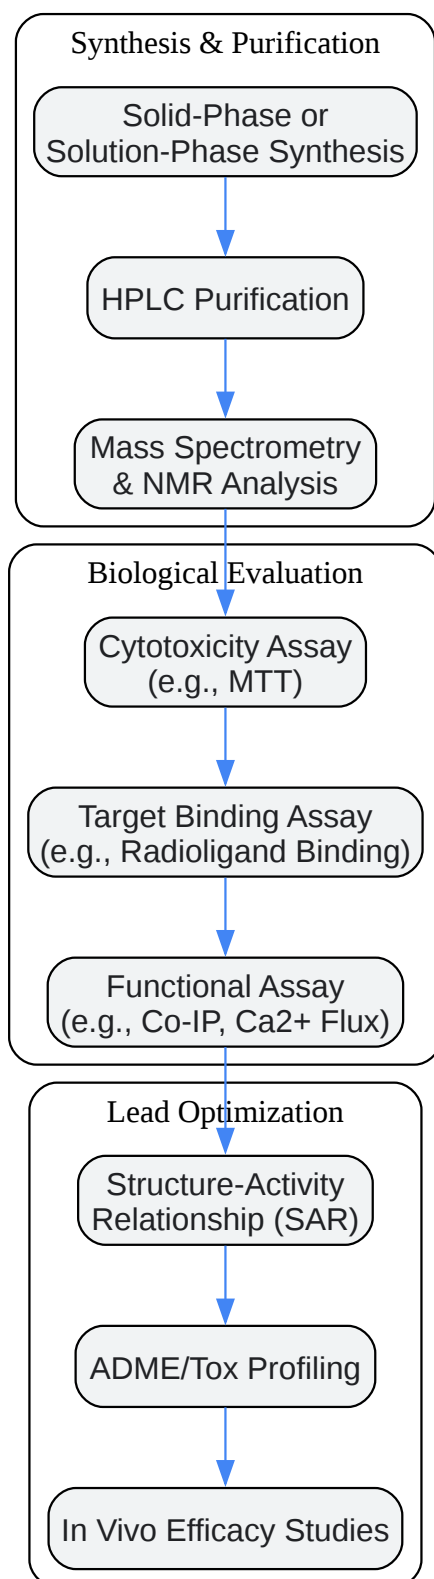 Synthesis & Purification
Solid-Phase or
Solution-Phase Synthesis
HPLC Purification
Mass Spectrometry
& NMR Analysis
Biological Evaluation
Cytotoxicity Assay
(e.g., MTT)
Target Binding Assay
(e.g., Radioligand Binding)
Functional Assay
(e.g., Co-IP, Ca2+ Flux)
Lead Optimization
Structure-Activity
Relationship (SAR)
ADME/Tox Profiling
In Vivo Efficacy Studies